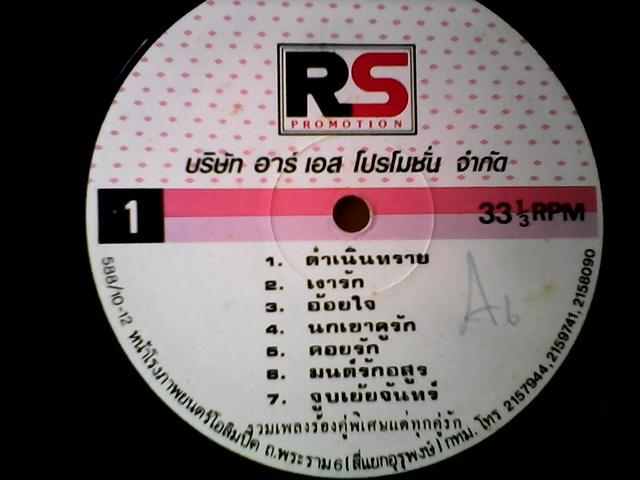 RS
PROMOTION
บริษัท อาร์ เอส โปรโมชั่น จำกัด
1
33 1/3 RPM
1. ดำเนินทราย
2. เงารัก
3. อ้อยใจ
4. นกเขาคูรัก
5. คอยรัก
6. มนต์รักอสูร
7. จูบเย้ยจันทร์
รวมเพลงร้องคู่พิเศษแด่ทุกคู่รัก
588/10-12 หน้าโรงภาพยนตร์โอลิมปิค ถ.พระราม 6 (สี่แยกอุรุพงษ์) กทม. โทร 2157944, 2159741, 2158090